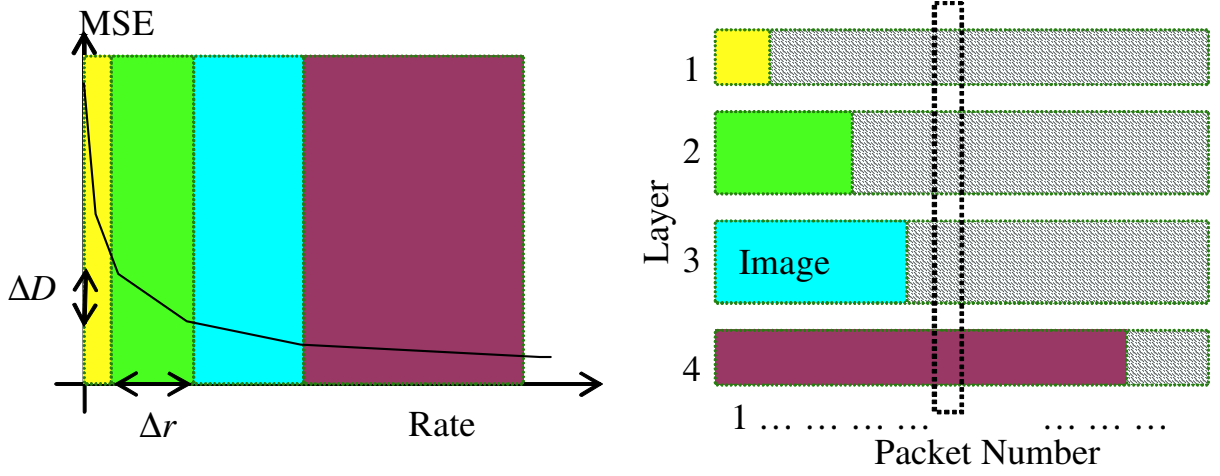 MSE
ΔD
Δr
Rate
Layer
1
2
3
Image
4
1 ... ... ... ... ... ... ...
Packet Number